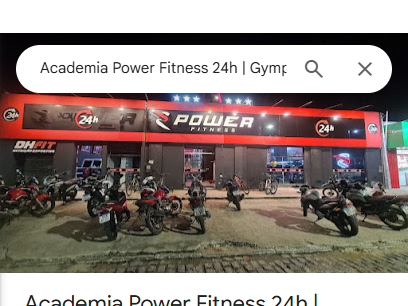 Academia Power Fitness 24h | Gymp
24h
24h
POWER
FITNESS
24h
DHFIT
Academia Power Fitness 24h |